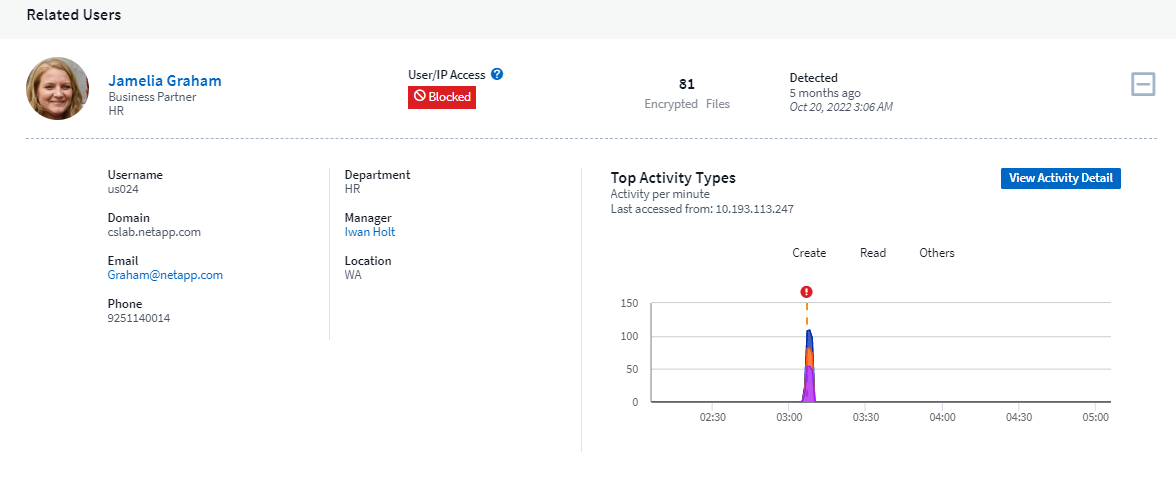 Related Users
Jamelia Graham
Business Partner
HR
User/IP Access ?
Blocked
81
Encrypted Files
Detected
5 months ago
Oct 20, 2022 3:06 AM
Username
us024
Domain
cslab.netapp.com
Email
Graham@netapp.com
Phone
9251140014
Department
HR
Manager
Iwan Holt
Location
WA
Top Activity Types
Activity per minute
Last accessed from: 10.193.113.247
View Activity Detail
Create Read Others
150
100
50
0
02:30 03:00 03:30 04:00 04:30 05:00